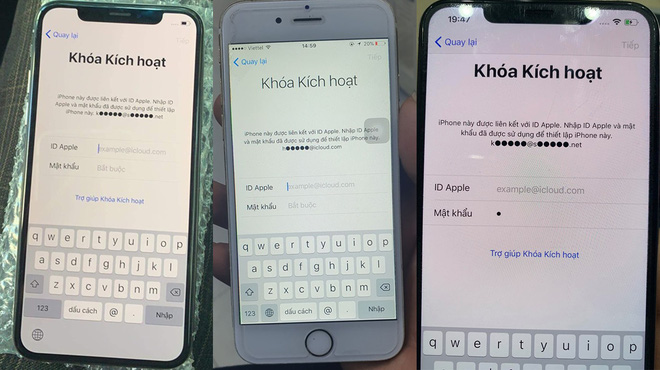 Quay lại
Khóa Kích hoạt
iPhone này được liên kết với ID Apple. Nhập ID
Apple và mật khẩu đã được sử dụng để thiết lập
iPhone này. k●●●●●@s●●●●●.net
ID Apple example@icloud.com
Mật khẩu Bắt buộc
Trợ giúp Khóa Kích hoạt
q w e r t y u i o p
a s d f g h j k l
z x c v b n m
123 dấu cách @ . Nhập
Viettel 14:59 20%
Quay lại Tiếp
Khóa Kích hoạt
iPhone này được liên kết với ID Apple. Nhập ID Apple
và mật khẩu đã được sử dụng để thiết lập iPhone này.
h●●●●●@icloud.com
ID Apple example@icloud.com
Mật khẩu Bắt buộc
q w e r t y u i o p
a s d f g h j k l
z x c v b n m
123 dấu cách @ . Nhập
19:47
Quay lại Tiếp
Khóa Kích hoạt
iPhone này được liên kết với ID Apple. Nhập ID Apple và mật
khẩu đã được sử dụng để thiết lập iPhone này.
k●●●●●@s●●●●●.net
ID Apple example@icloud.com
Mật khẩu ●
Trợ giúp Khóa Kích hoạt
q w e r t y u i o p